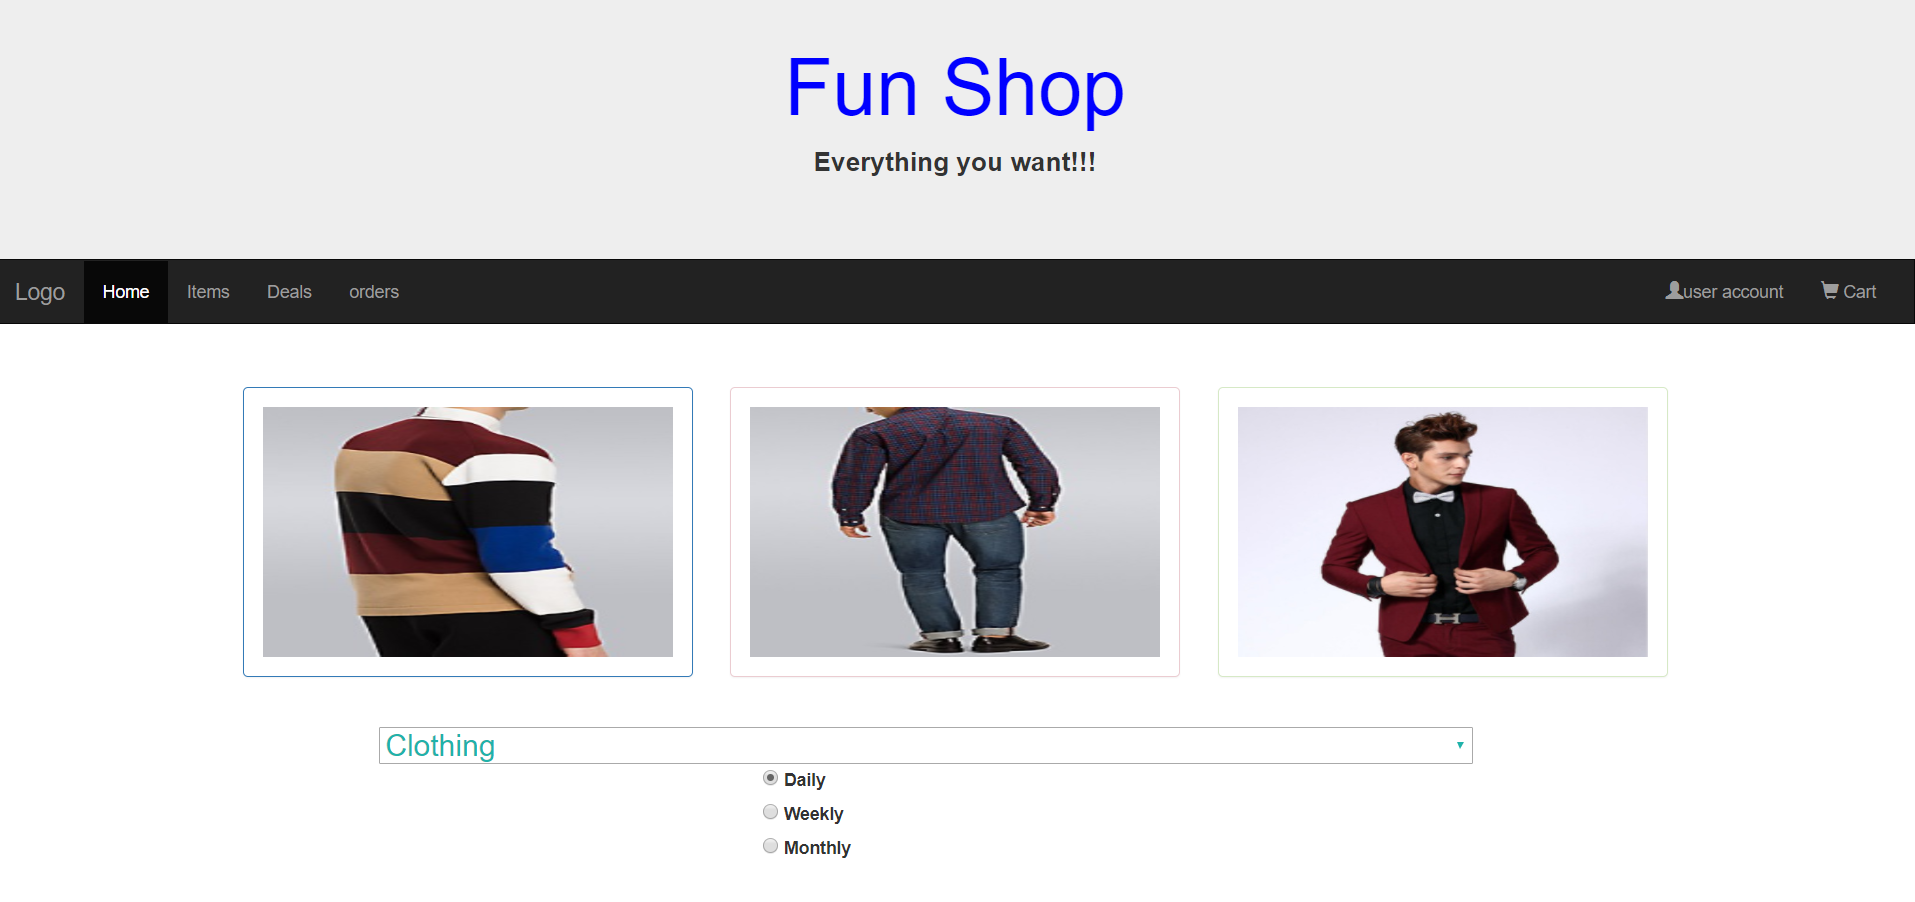 Fun Shop
Everything you want!!!
Logo Home Items Deals orders user account Cart
Clothing
Daily
Weekly
Monthly